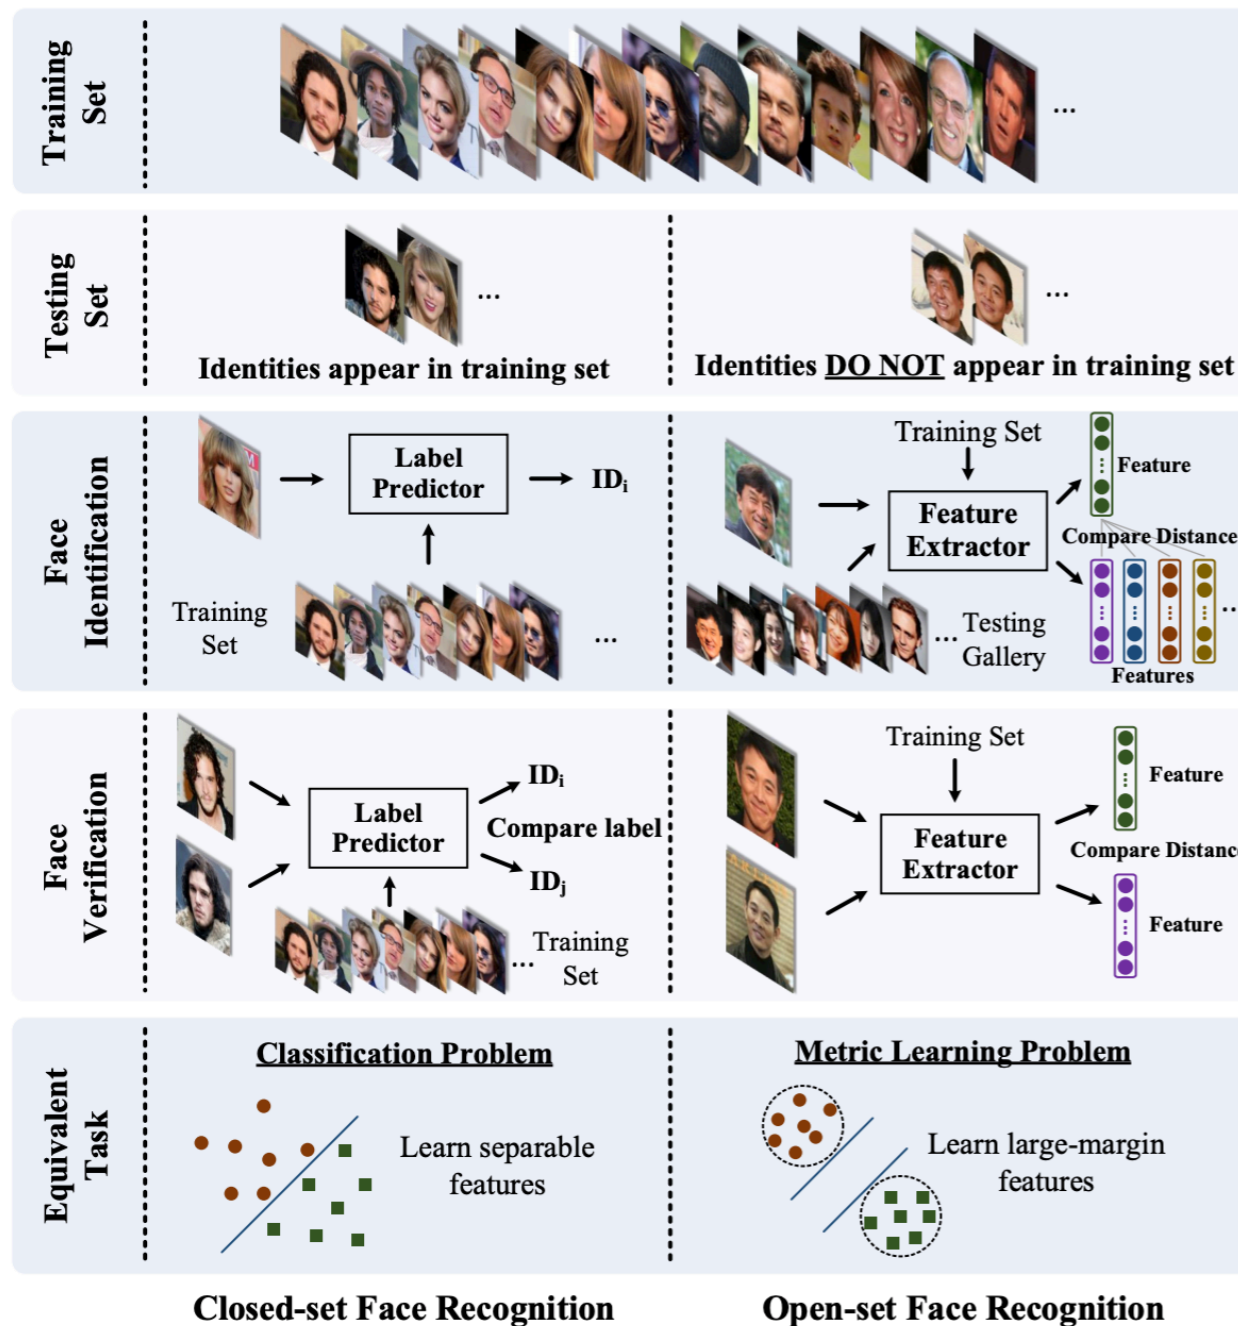 Training
Set
...
Testing
Set
...
Identities appear in training set
...
Identities DO NOT appear in training set
Face
Identification
Label
Predictor
IDi
Training
Set
...
Training Set
Feature
Extractor
Feature
Compare Distance
...
Features
... Testing
Gallery
Face
Verification
Label
Predictor
IDi
Compare label
IDj
... Training
Set
Training Set
Feature
Extractor
Feature
Compare Distance
Feature
Equivalent
Task
Classification Problem
Learn separable
features
Metric Learning Problem
Learn large-margin
features
Closed-set Face Recognition
Open-set Face Recognition